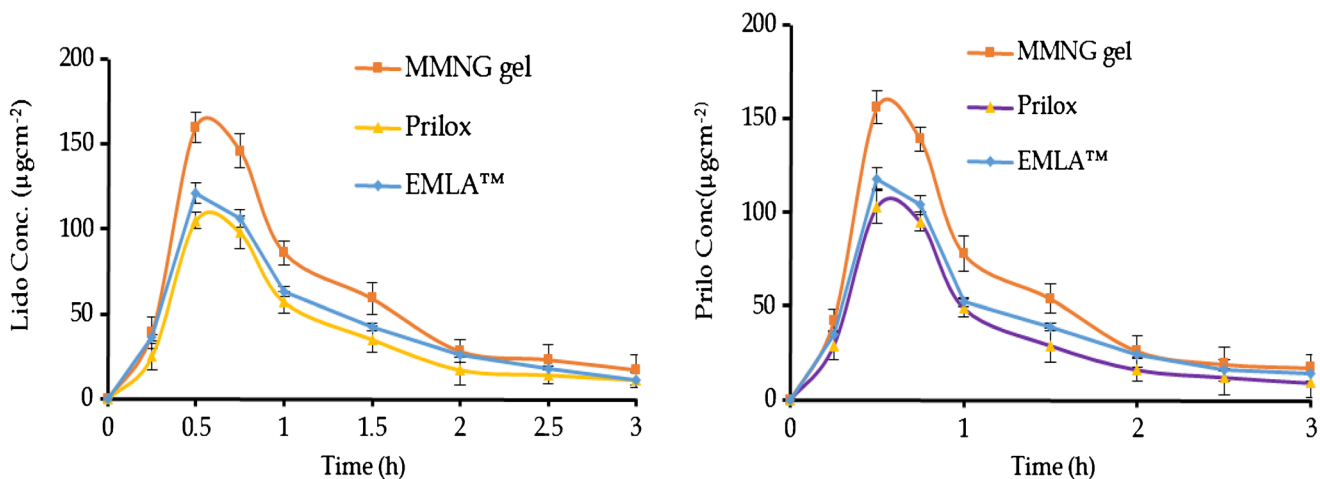 200
150
100
50
0
Lido Conc. (µgcm-2)
MMNG gel
Prilox
EMLA™
0 0.5 1 1.5 2 2.5 3
Time (h)
200
150
100
50
0
Prilo Conc(µgcm-2)
MMNG gel
Prilox
EMLA™
0 1 2 3
Time (h)